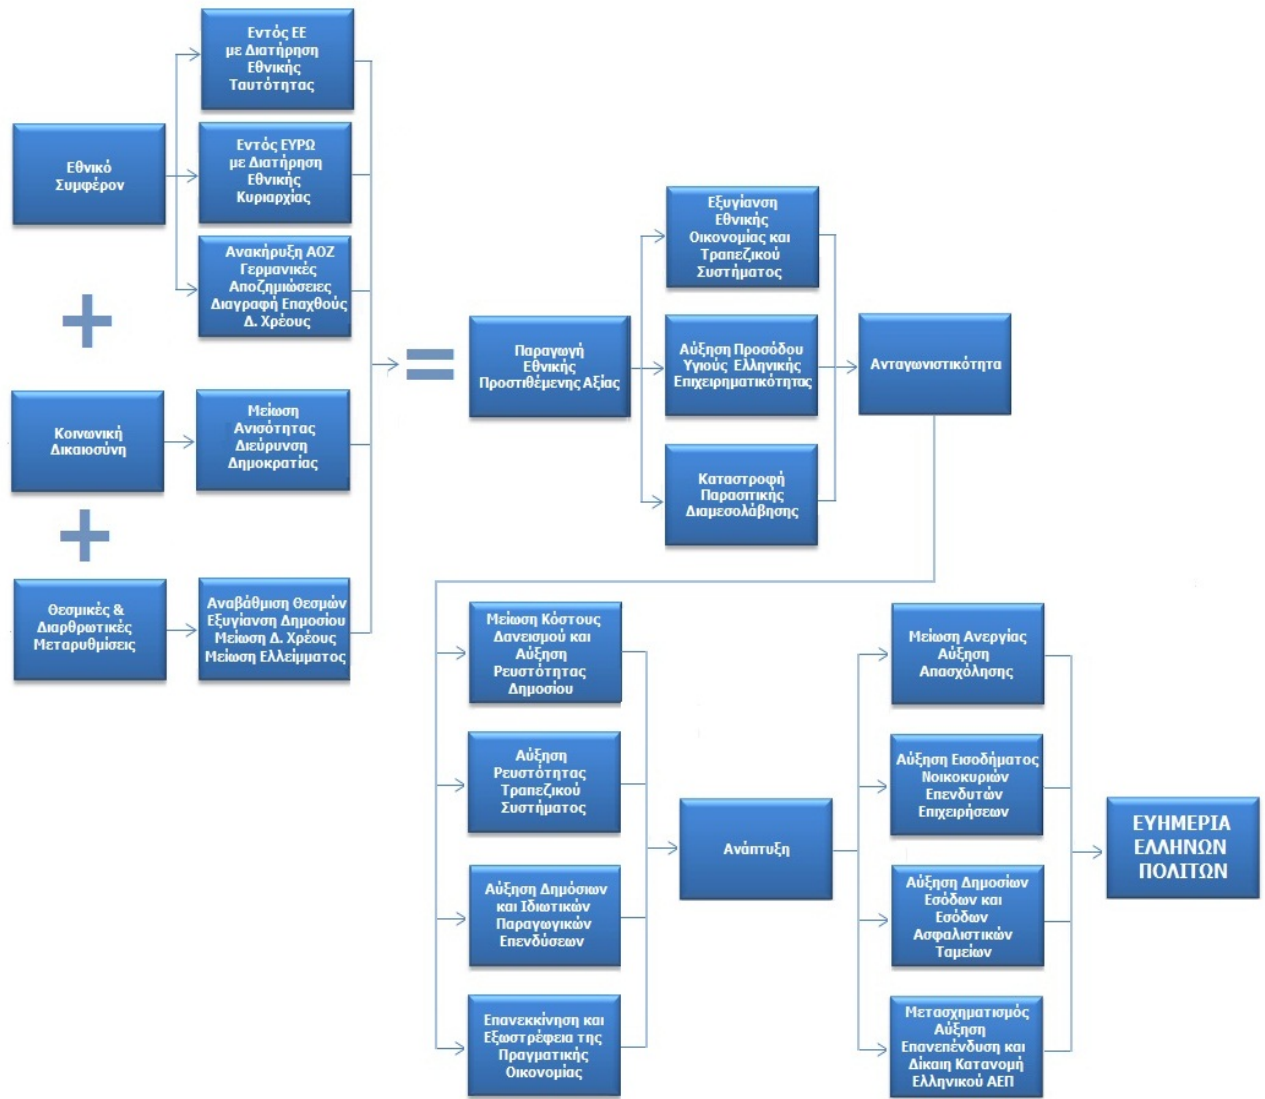 Εθνικό
Συμφέρον
Εντός ΕΕ
με Διατήρηση
Εθνικής
Ταυτότητας
Εντός ΕΥΡΩ
με Διατήρηση
Εθνικής
Κυριαρχίας
Ανακήρυξη ΑΟΖ
Γερμανικές
Αποζημιώσειες
Διαγραφή Επαχθούς
Δ. Χρέους
+
Κοινωνική
Δικαιοσύνη
Μείωση
Ανισότητας
Διεύρυνση
Δημοκρατίας
+
Θεσμικές &
Διαρθρωτικές
Μεταρυθμίσεις
Αναβάθμιση Θεσμών
Εξυγίανση Δημοσίου
Μείωση Δ. Χρέους
Μείωση Ελλείμματος
=
Παραγωγή
Εθνικής
Προστιθέμενης Αξίας
Εξυγίανση
Εθνικής
Οικονομίας και
Τραπεζικού
Συστήματος
Αύξηση Προσόδου
Υγιούς Ελληνικής
Επιχειρηματικότητας
Καταστροφή
Παρασιτικής
Διαμεσολάβησης
Ανταγωνιστικότητα
Μείωση Κόστους
Δανεισμού και
Αύξηση
Ρευστότητας
Δημοσίου
Αύξηση
Ρευστότητας
Τραπεζικού
Συστήματος
Αύξηση Δημόσιων
και Ιδιωτικών
Παραγωγικών
Επενδύσεων
Επανεκκίνηση και
Εξωστρέφεια της
Πραγματικής
Οικονομίας
Ανάπτυξη
Μείωση Ανεργίας
Αύξηση
Απασχόλησης
Αύξηση Εισοδήματος
Νοικοκυριών
Επενδυτών
Επιχειρήσεων
Αύξηση Δημοσίων
Εσόδων και
Εσόδων
Ασφαλιστικών
Ταμείων
Μετασχηματισμός
Αύξηση
Επανεπένδυση και
Δίκαιη Κατανομή
Ελληνικού ΑΕΠ
ΕΥΗΜΕΡΙΑ
ΕΛΛΗΝΩΝ
ΠΟΛΙΤΩΝ